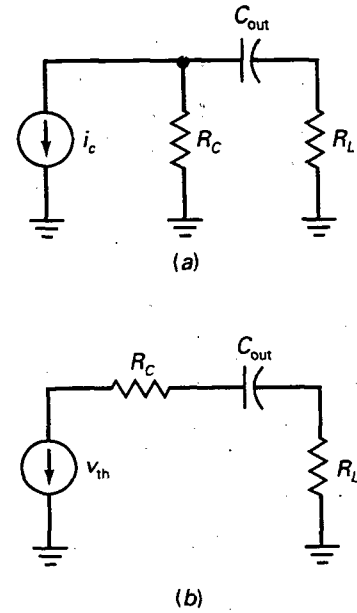 C_out
i_c
R_C
R_L
(a)
R_C
C_out
v_th
R_L
(b)